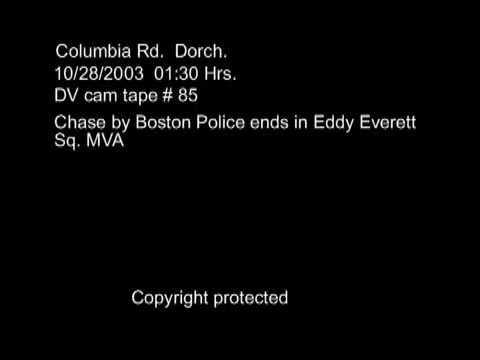 Columbia Rd.  Dorch.
10/28/2003  01:30 Hrs.
DV cam tape # 85
Chase by Boston Police ends in Eddy Everett
Sq. MVA
Copyright protected